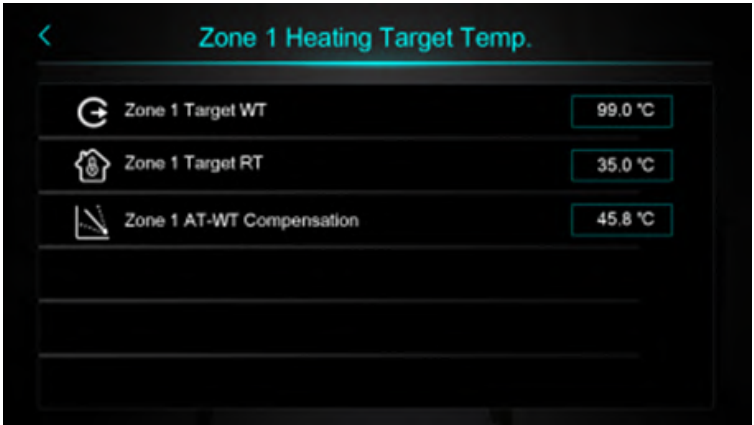 Zone 1 Heating Target Temp.
Zone 1 Target WT 99.0 °C
Zone 1 Target RT 35.0 °C
Zone 1 AT-WT Compensation 45.8 °C